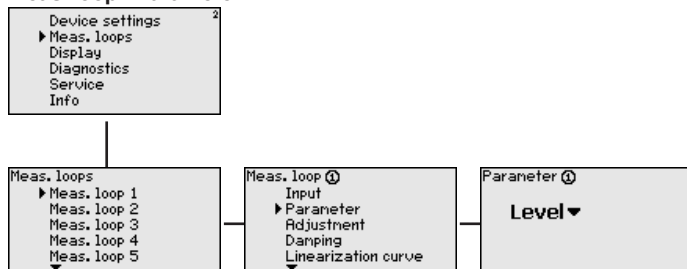 Device settings
2
Meas. loops
Display
Diagnostics
Service
Info
Meas. loops
Meas. loop 1
Meas. loop 2
Meas. loop 3
Meas. loop 4
Meas. loop 5
Meas. loop ①
Input
Parameter
Adjustment
Damping
Linearization curve
Parameter ①
Level